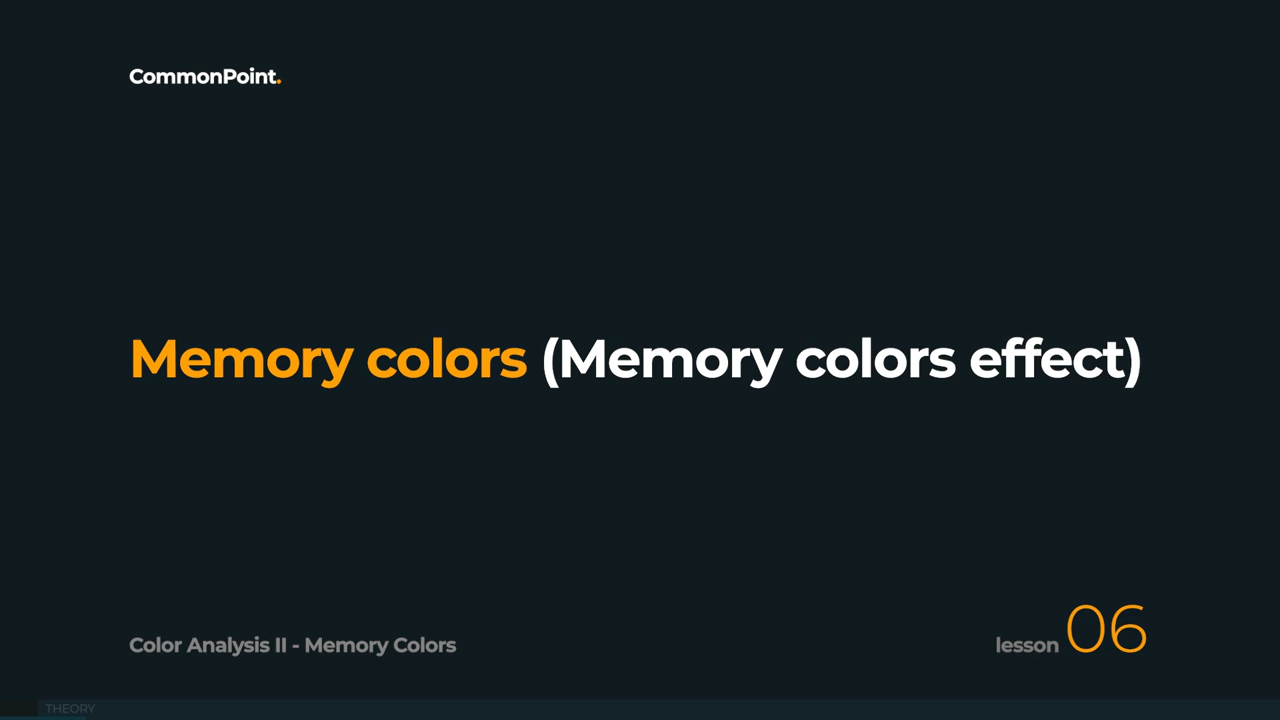 CommonPoint.
Memory colors (Memory colors effect)
Color Analysis II - Memory Colors
lesson 06
THEORY